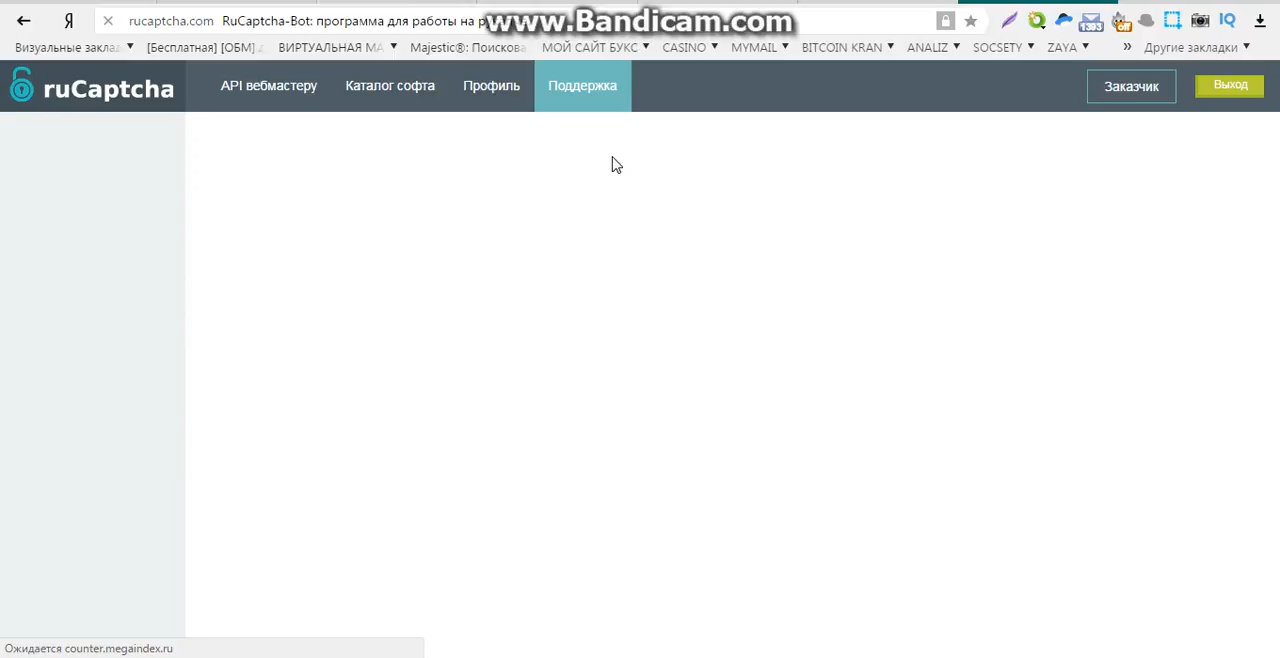 Я rucaptcha.com RuCaptcha-Bot: программа для работы на
www.Bandicam.com
Визуальные заклад [Бесплатная] [ОБМ] ВИРТУАЛЬНАЯ МА Majestic®: Поискова МОЙ САЙТ БУКС CASINO MYMAIL BITCOIN KRAN ANALIZ SOCSETY ZAYA » Другие закладки
ruCaptcha API вебмастеру Каталог софта Профиль Поддержка Заказчик Выход
Ожидается counter.megaindex.ru